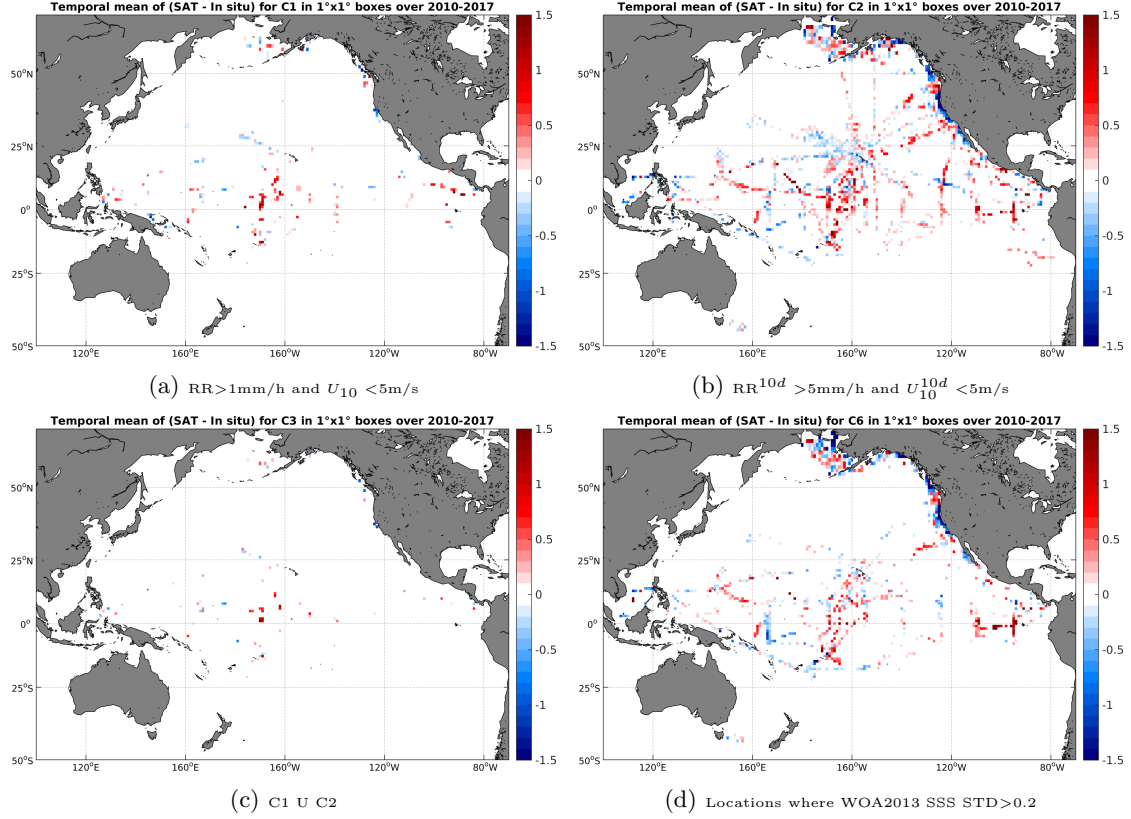 Temporal mean of (SAT - In situ) for C1 in 1°x1° boxes over 2010-2017
50°N
25°N
0°
25°S
50°S
120°E 160°E 160°W 120°W 80°W
1.5
1
0.5
0
-0.5
-1
-1.5
(a) RR>1mm/h and U10 <5m/s
Temporal mean of (SAT - In situ) for C2 in 1°x1° boxes over 2010-2017
50°N
25°N
0°
25°S
50°S
120°E 160°E 160°W 120°W 80°W
1.5
1
0.5
0
-0.5
-1
-1.5
(b) RR^10d >5mm/h and U10^10d <5m/s
Temporal mean of (SAT - In situ) for C3 in 1°x1° boxes over 2010-2017
50°N
25°N
0°
25°S
50°S
120°E 160°E 160°W 120°W 80°W
1.5
1
0.5
0
-0.5
-1
-1.5
(c) C1 U C2
Temporal mean of (SAT - In situ) for C6 in 1°x1° boxes over 2010-2017
50°N
25°N
0°
25°S
50°S
120°E 160°E 160°W 120°W 80°W
1.5
1
0.5
0
-0.5
-1
-1.5
(d) Locations where WOA2013 SSS STD>0.2